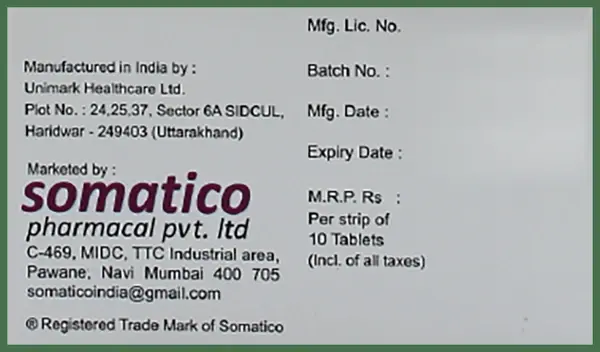 Manufactured in India by :
Unimark Healthcare Ltd.
Plot No. : 24,25,37, Sector 6A SIDCUL,
Haridwar - 249403 (Uttarakhand)
Marketed by :
somatico
pharmacal pvt. ltd
C-469, MIDC, TTC Industrial area,
Pawane, Navi Mumbai 400 705
somaticoindia@gmail.com
® Registered Trade Mark of Somatico
Mfg. Lic. No.
Batch No. :
Mfg. Date :
Expiry Date :
M.R.P. Rs :
Per strip of
10 Tablets
(Incl. of all taxes)